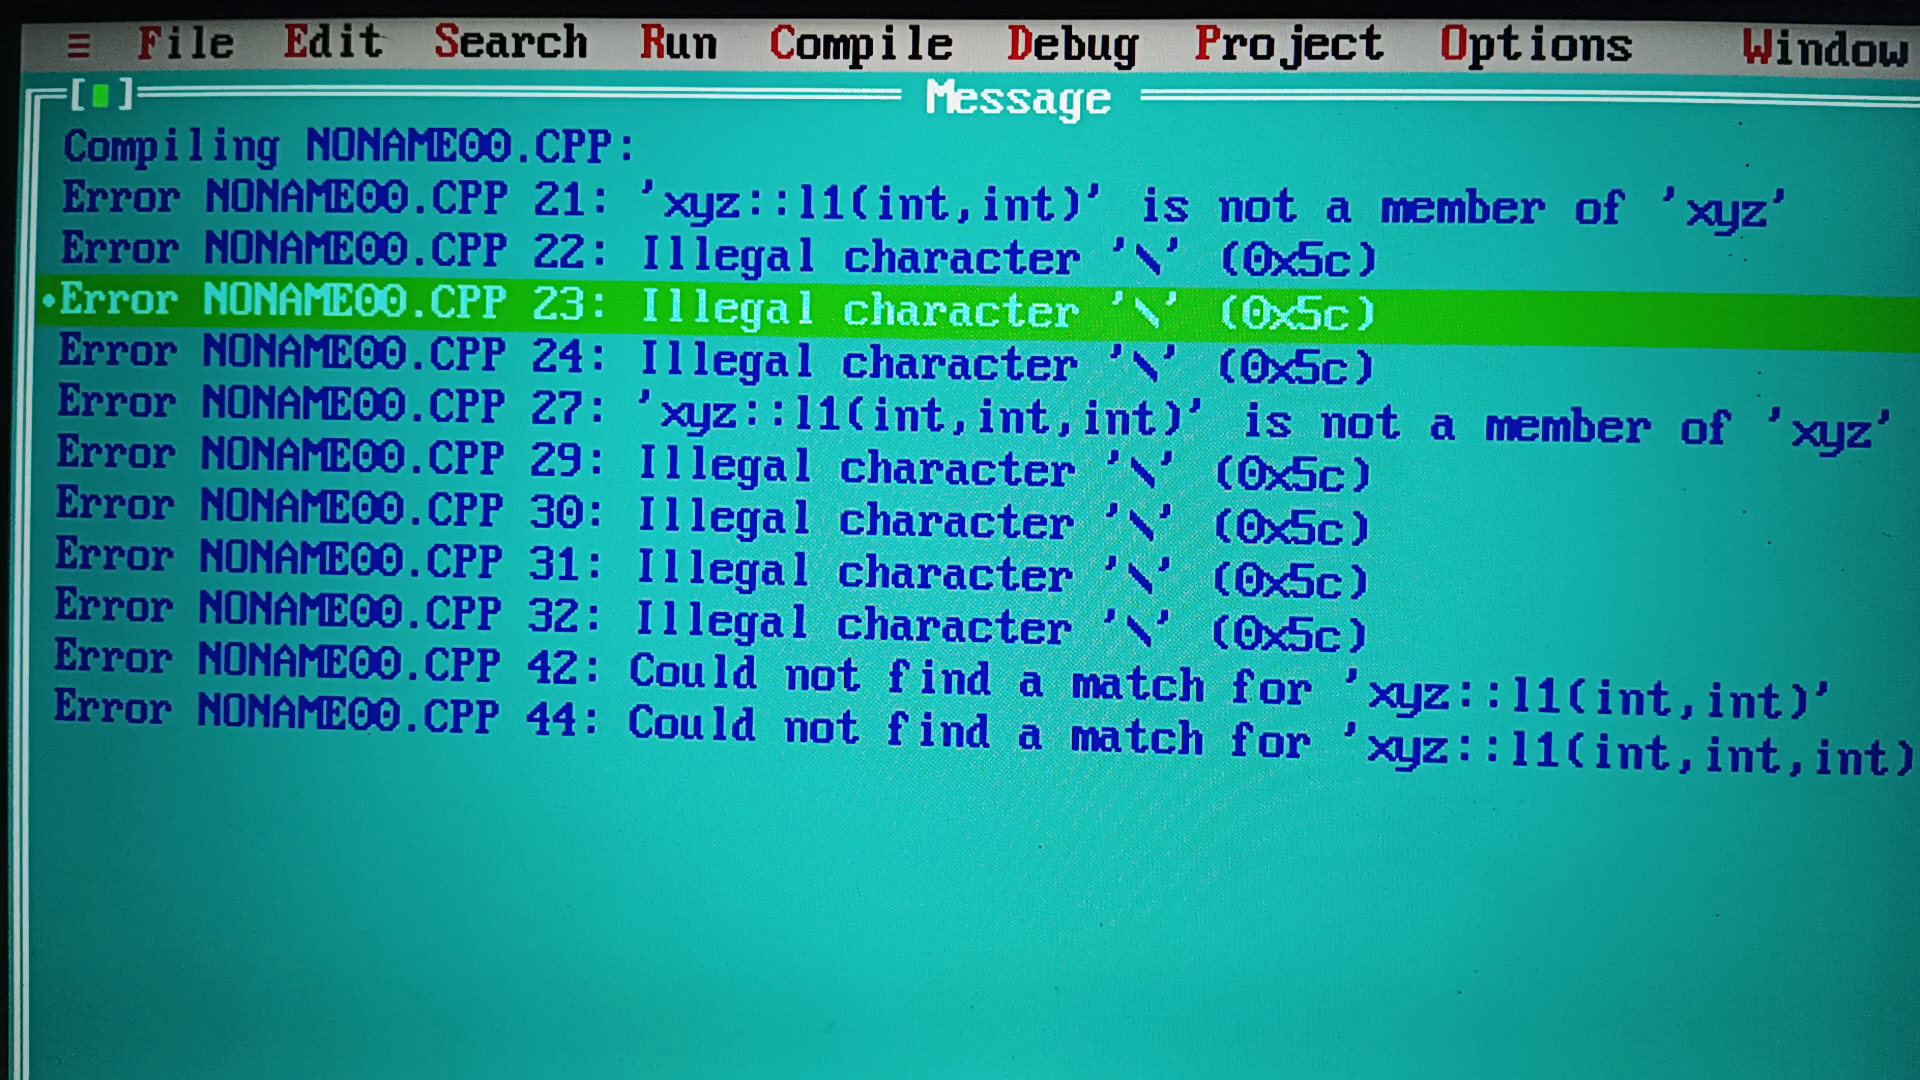 ≡ File Edit Search Run Compile Debug Project Options Window
[▪] Message
Compiling NONAME00.CPP:
Error NONAME00.CPP 21: 'xyz::l1(int,int)' is not a member of 'xyz'
Error NONAME00.CPP 22: Illegal character '\' (0x5c)
•Error NONAME00.CPP 23: Illegal character '\' (0x5c)
Error NONAME00.CPP 24: Illegal character '\' (0x5c)
Error NONAME00.CPP 27: 'xyz::l1(int,int,int)' is not a member of 'xyz'
Error NONAME00.CPP 29: Illegal character '\' (0x5c)
Error NONAME00.CPP 30: Illegal character '\' (0x5c)
Error NONAME00.CPP 31: Illegal character '\' (0x5c)
Error NONAME00.CPP 32: Illegal character '\' (0x5c)
Error NONAME00.CPP 42: Could not find a match for 'xyz::l1(int,int)'
Error NONAME00.CPP 44: Could not find a match for 'xyz::l1(int,int,int)